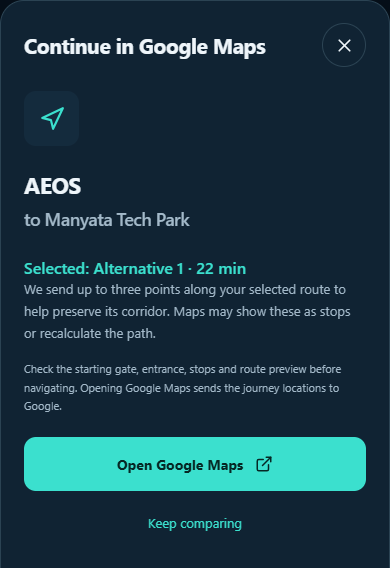 Continue in Google Maps
AEOS
to Manyata Tech Park
Selected: Alternative 1 · 22 min
We send up to three points along your selected route to
help preserve its corridor. Maps may show these as stops
or recalculate the path.
Check the starting gate, entrance, stops and route preview before
navigating. Opening Google Maps sends the journey locations to
Google.
Open Google Maps
Keep comparing